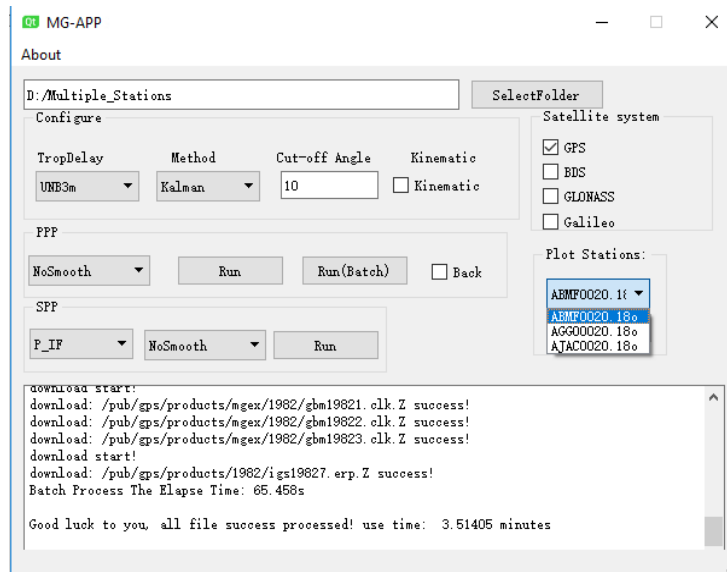 MG-APP
About
D:/Multiple_Stations
SelectFolder
Configure
Satellite system
TropDelay Method Cut-off Angle Kinematic
UNB3m Kalman 10 Kinematic
GPS
BDS
GLONASS
Galileo
PPP
NoSmooth Run Run(Batch) Back
Plot Stations:
ABMF0020.18
ABMF0020.18o
AGG00020.18o
AJAC0020.18o
SPP
P_IF NoSmooth Run
download start!
download: /pub/gps/products/mgex/1982/gbm19821.clk.Z success!
download: /pub/gps/products/mgex/1982/gbm19822.clk.Z success!
download: /pub/gps/products/mgex/1982/gbm19823.clk.Z success!
download start!
download: /pub/gps/products/1982/igs19827.erp.Z success!
Batch Process The Elapse Time: 65.458s
Good luck to you, all file success processed! use time: 3.51405 minutes